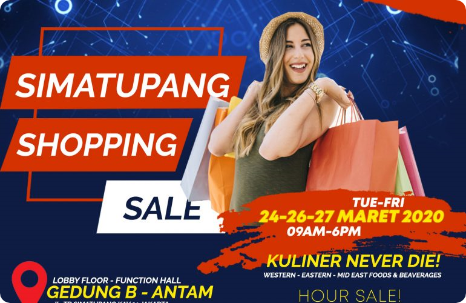 SIMATUPANG
SHOPPING
SALE
TUE-FRI
24-26-27 MARET 2020
09AM-6PM
KULINER NEVER DIE!
WESTERN - EASTERN - MID EAST FOODS & BEAVERAGES
HOUR SALE!
LOBBY FLOOR - FUNCTION HALL
GEDUNG B - ANTAM